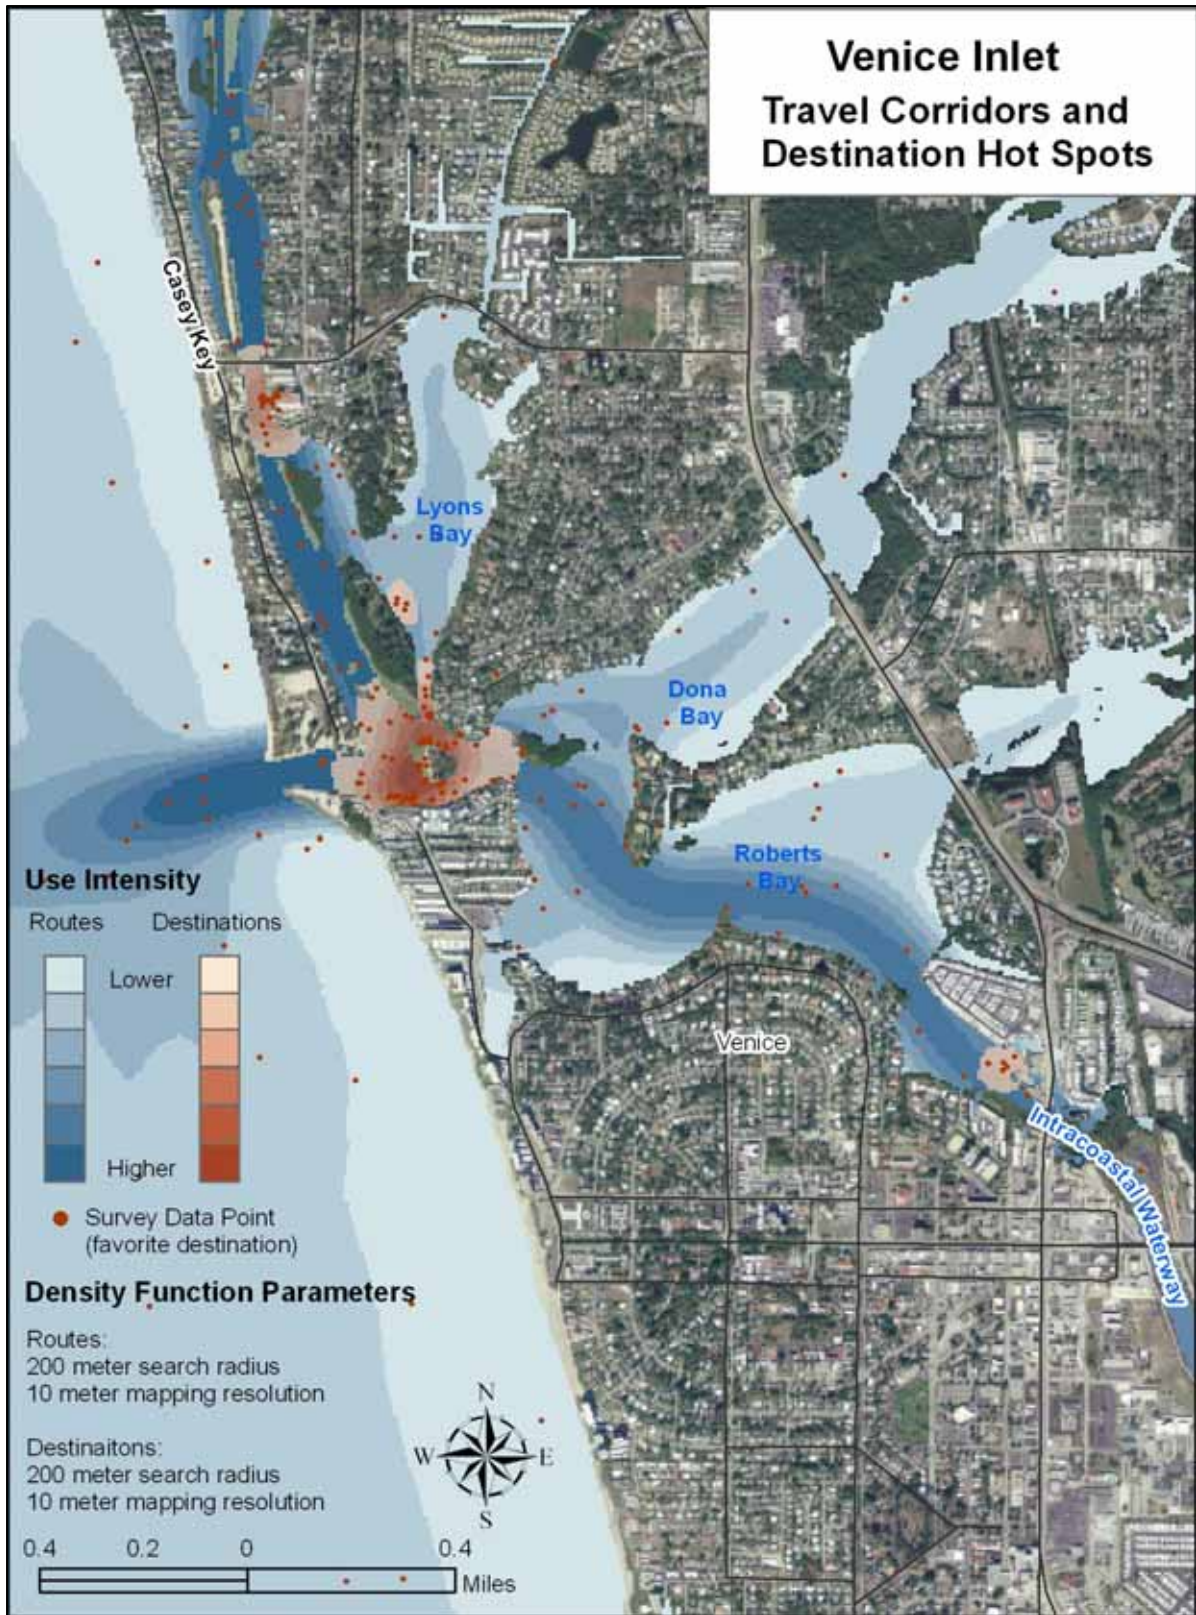 Venice Inlet
Travel Corridors and
Destination Hot Spots
Casey Key
Lyons
Bay
Dona
Bay
Roberts
Bay
Venice
Intracoastal Waterway
Use Intensity
Routes
Destinations
Lower
Higher
Survey Data Point
(favorite destination)
Density Function Parameters
Routes:
200 meter search radius
10 meter mapping resolution
Destinaitons:
200 meter search radius
10 meter mapping resolution
N
W
E
S
0.4 0.2 0 0.4
Miles